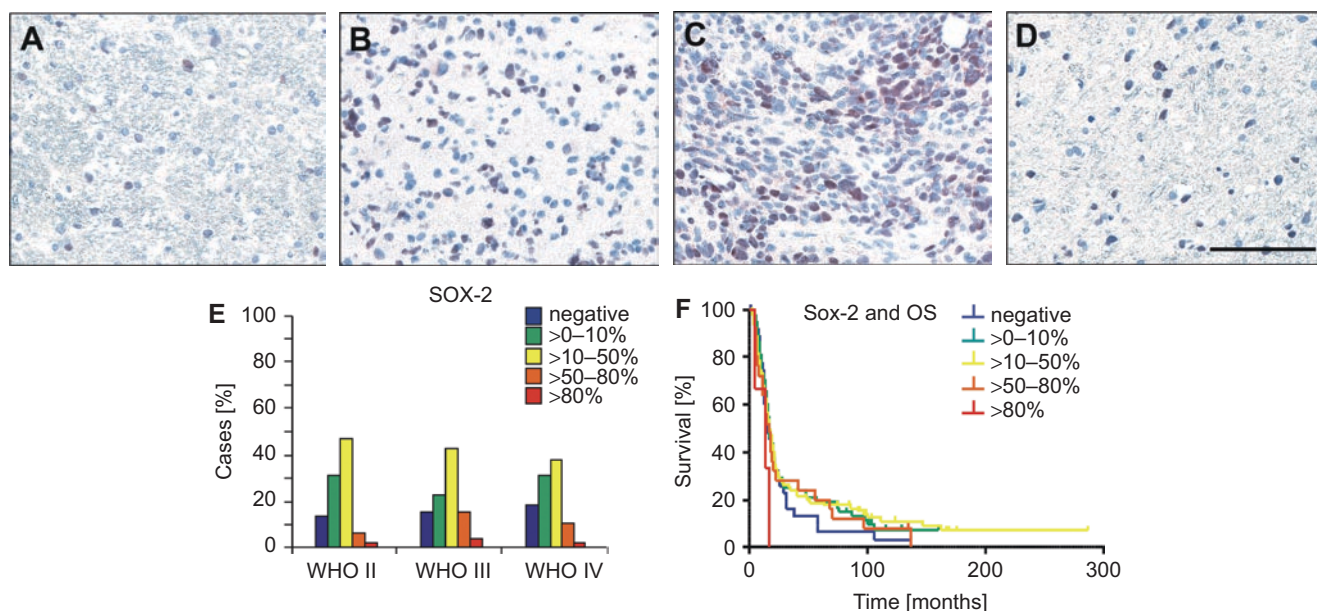 A
B
C
D
SOX-2
E
100
80
60
40
20
0
Cases [%]
negative
>0–10%
>10–50%
>50–80%
>80%
WHO II
WHO III
WHO IV
F
Sox-2 and OS
100
80
60
40
20
0
Survival [%]
negative
>0–10%
>10–50%
>50–80%
>80%
0
100
200
300
Time [months]